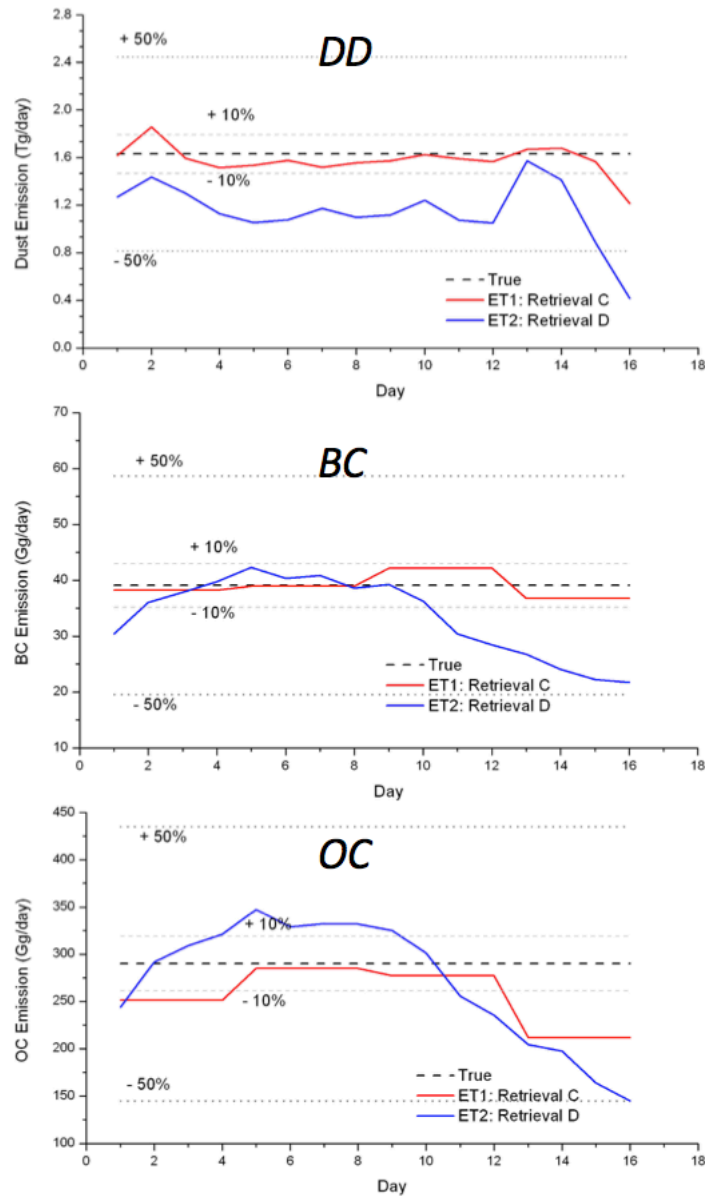 DD
2.8
2.4
2.0
1.6
1.2
0.8
0.4
0.0
Dust Emission (Tg/day)
+ 50%
+ 10%
- 10%
- 50%
True
ET1: Retrieval C
ET2: Retrieval D
0 2 4 6 8 10 12 14 16 18
Day
BC
70
60
50
40
30
20
10
BC Emission (Gg/day)
+ 50%
+ 10%
- 10%
- 50%
True
ET1: Retrieval C
ET2: Retrieval D
0 2 4 6 8 10 12 14 16 18
Day
OC
450
400
350
300
250
200
150
100
OC Emission (Gg/day)
+ 50%
+ 10%
- 10%
- 50%
True
ET1: Retrieval C
ET2: Retrieval D
0 2 4 6 8 10 12 14 16 18
Day